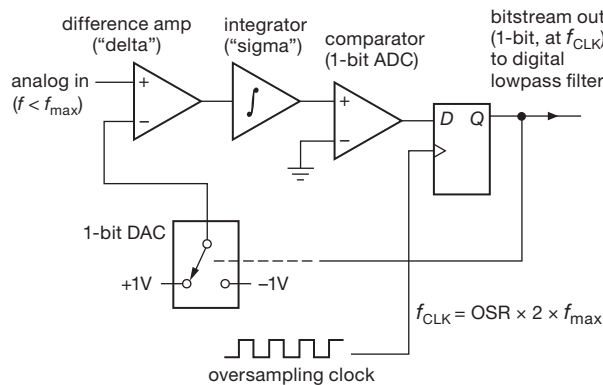 difference amp
("delta")
integrator
("sigma")
comparator
(1-bit ADC)
bitstream out
(1-bit, at fCLK)
to digital
lowpass filter
analog in
(f < fmax)
+
−
∫
+
−
D Q
1-bit DAC
+1V
−1V
fCLK = OSR × 2 × fmax
oversampling clock